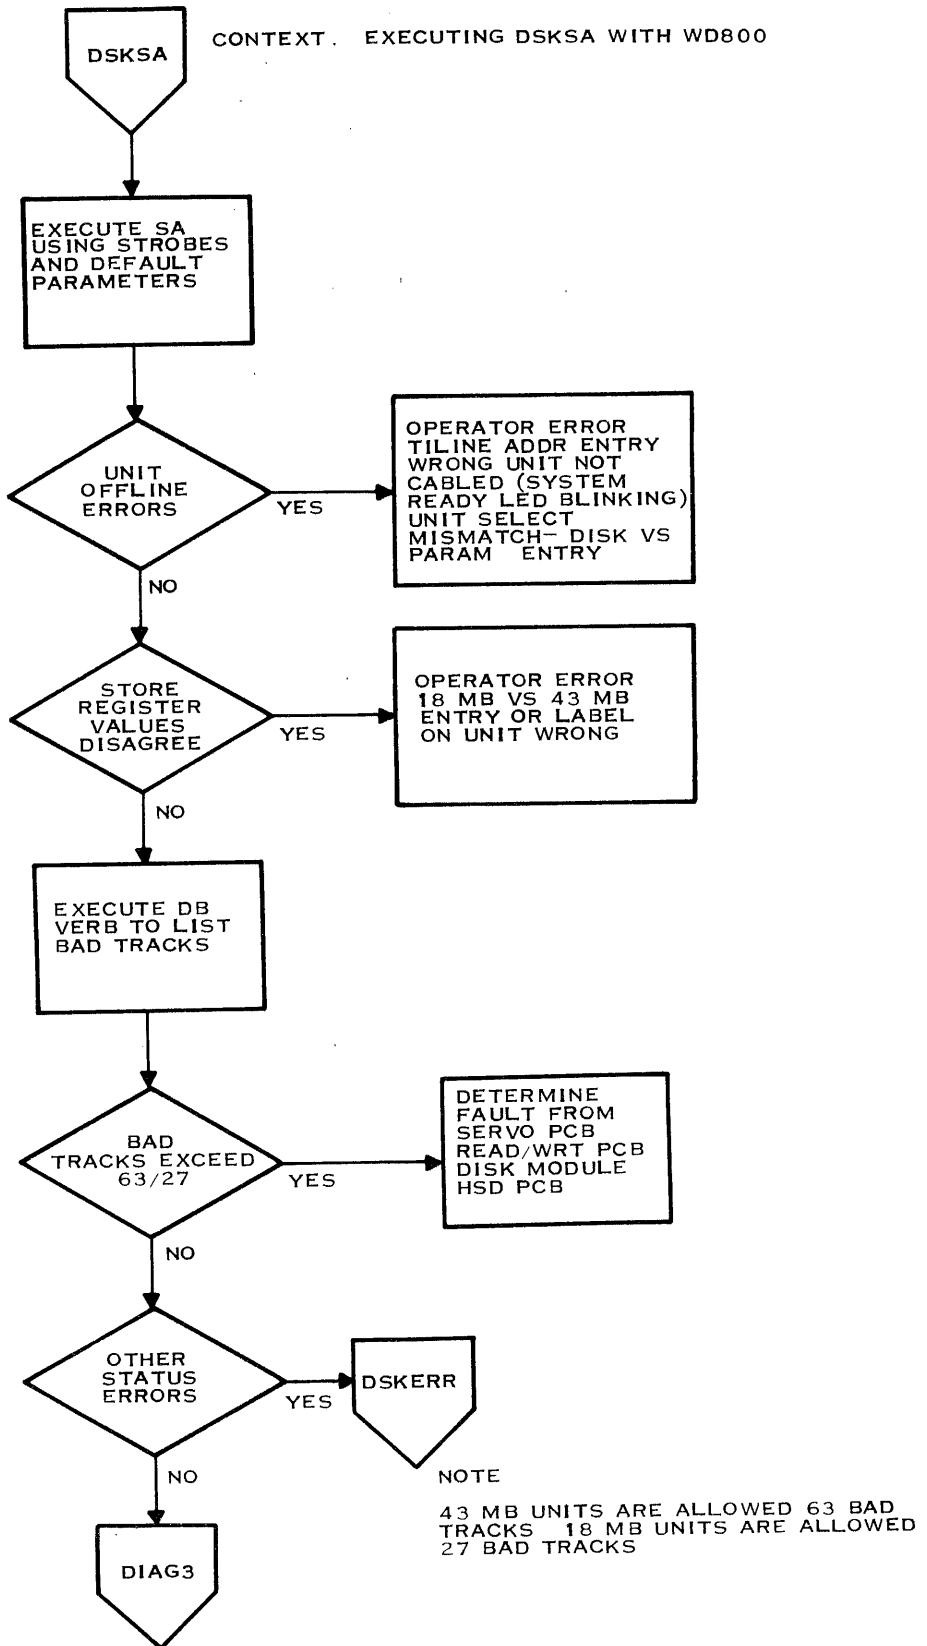 DSKSA
CONTEXT. EXECUTING DSKSA WITH WD800
EXECUTE SA
USING STROBES
AND DEFAULT
PARAMETERS
UNIT
OFFLINE
ERRORS
YES
OPERATOR ERROR
TILINE ADDR ENTRY
WRONG UNIT NOT
CABLED (SYSTEM
READY LED BLINKING)
UNIT SELECT
MISMATCH- DISK VS
PARAM ENTRY
NO
STORE
REGISTER
VALUES
DISAGREE
YES
OPERATOR ERROR
18 MB VS 43 MB
ENTRY OR LABEL
ON UNIT WRONG
NO
EXECUTE DB
VERB TO LIST
BAD TRACKS
BAD
TRACKS EXCEED
63/27
YES
DETERMINE
FAULT FROM
SERVO PCB
READ/WRT PCB
DISK MODULE
HSD PCB
NO
OTHER
STATUS
ERRORS
YES
DSKERR
NO
DIAG3
NOTE
43 MB UNITS ARE ALLOWED 63 BAD
TRACKS 18 MB UNITS ARE ALLOWED
27 BAD TRACKS